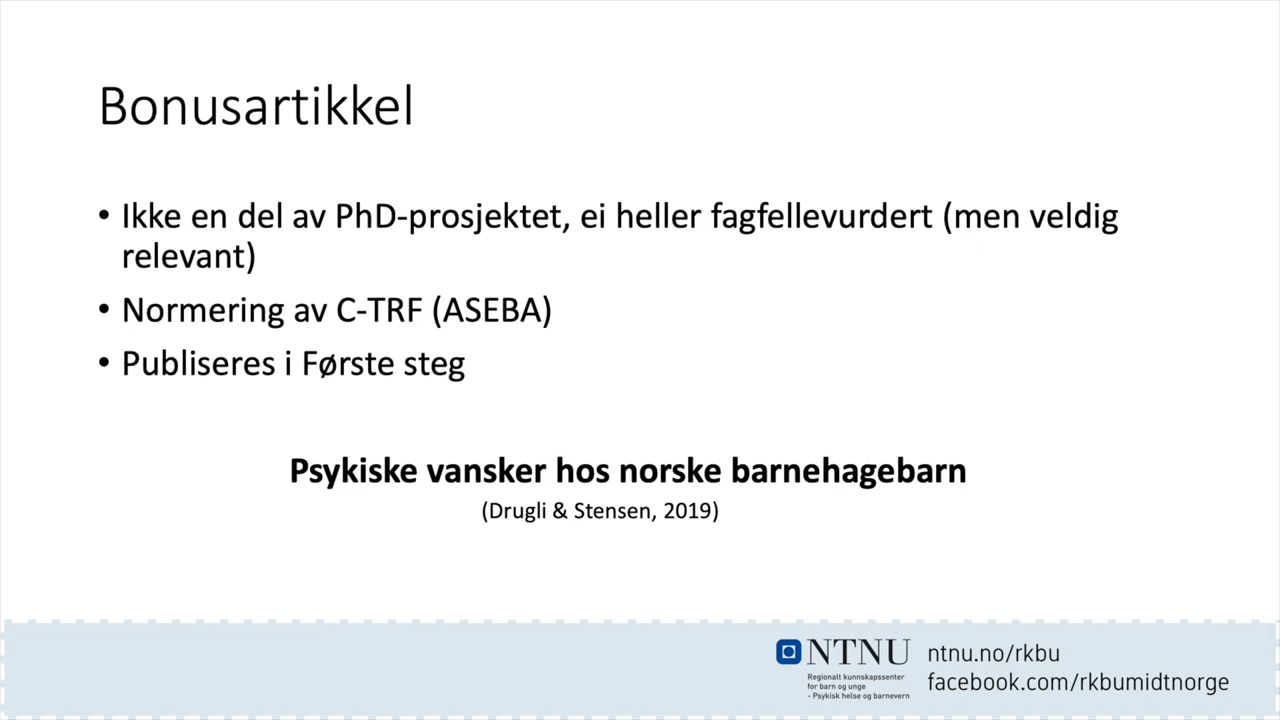 Bonusartikkel
• Ikke en del av PhD-prosjektet, ei heller fagfellevurdert (men veldig
relevant)
• Normering av C-TRF (ASEBA)
• Publiseres i Første steg
Psykiske vansker hos norske barnehagebarn
(Drugli & Stensen, 2019)
NTNU
Regionalt kunnskapssenter
for barn og unge
- Psykisk helse og barnevern
ntnu.no/rkbu
facebook.com/rkbumidtnorge